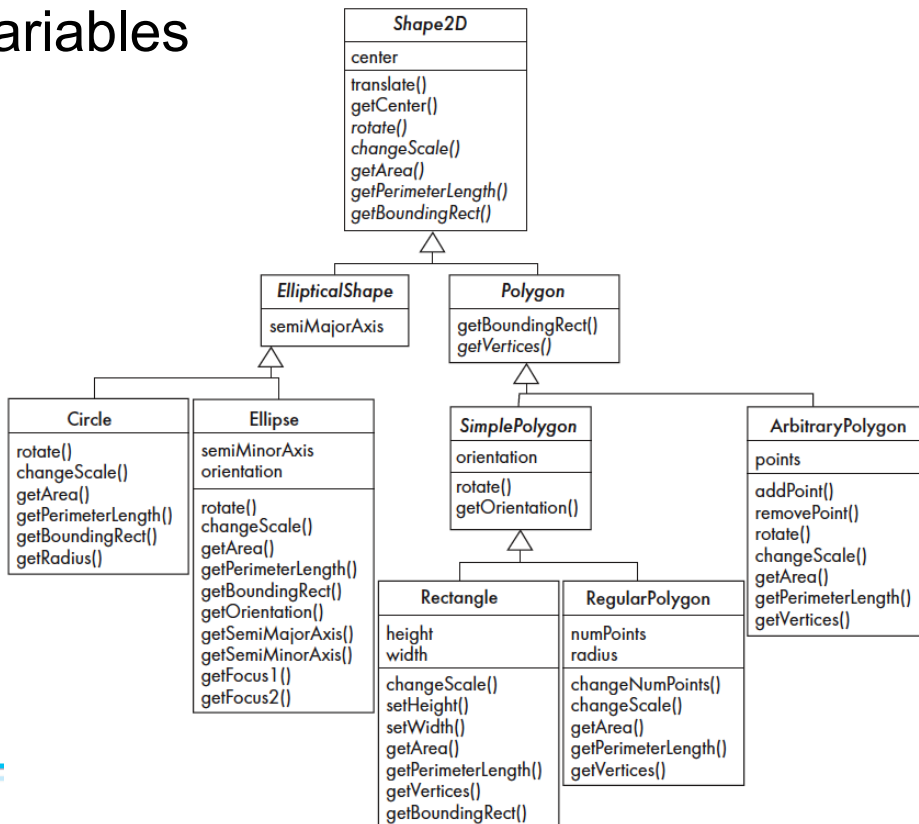 ariables
Shape2D
center
translate()
getCenter()
rotate()
changeScale()
getArea()
getPerimeterLength()
getBoundingRect()
EllipticalShape
semiMajorAxis
Polygon
getBoundingRect()
getVertices()
Circle
rotate()
changeScale()
getArea()
getPerimeterLength()
getBoundingRect()
getRadius()
Ellipse
semiMinorAxis
orientation
rotate()
changeScale()
getArea()
getPerimeterLength()
getBoundingRect()
getOrientation()
getSemiMajorAxis()
getSemiMinorAxis()
getFocus1()
getFocus2()
SimplePolygon
orientation
rotate()
getOrientation()
ArbitraryPolygon
points
addPoint()
removePoint()
rotate()
changeScale()
getArea()
getPerimeterLength()
getVertices()
Rectangle
height
width
changeScale()
setHeight()
setWidth()
getArea()
getPerimeterLength()
getVertices()
getBoundingRect()
RegularPolygon
numPoints
radius
changeNumPoints()
changeScale()
getArea()
getPerimeterLength()
getVertices()